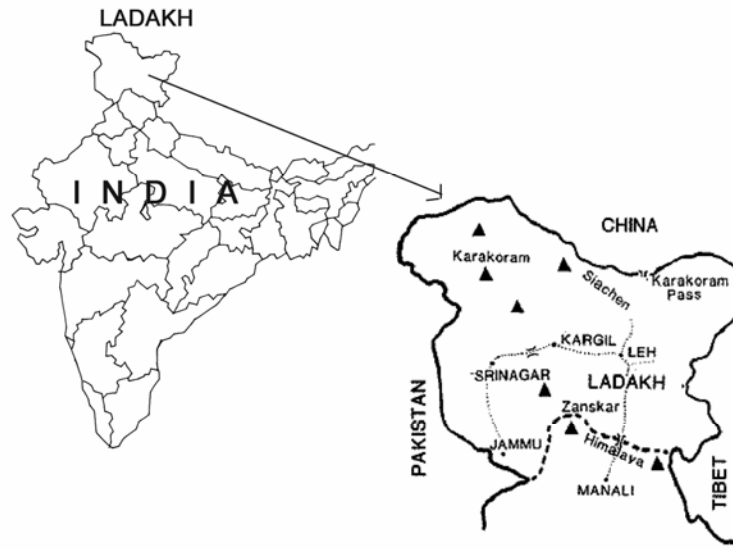 LADAKH
INDIA
CHINA
Karakoram
Siachen
Karakoram
Pass
KARGIL
LEH
SRINAGAR
LADAKH
Zanskar
PAKISTAN
JAMMU
Himalaya
MANALI
TIBET